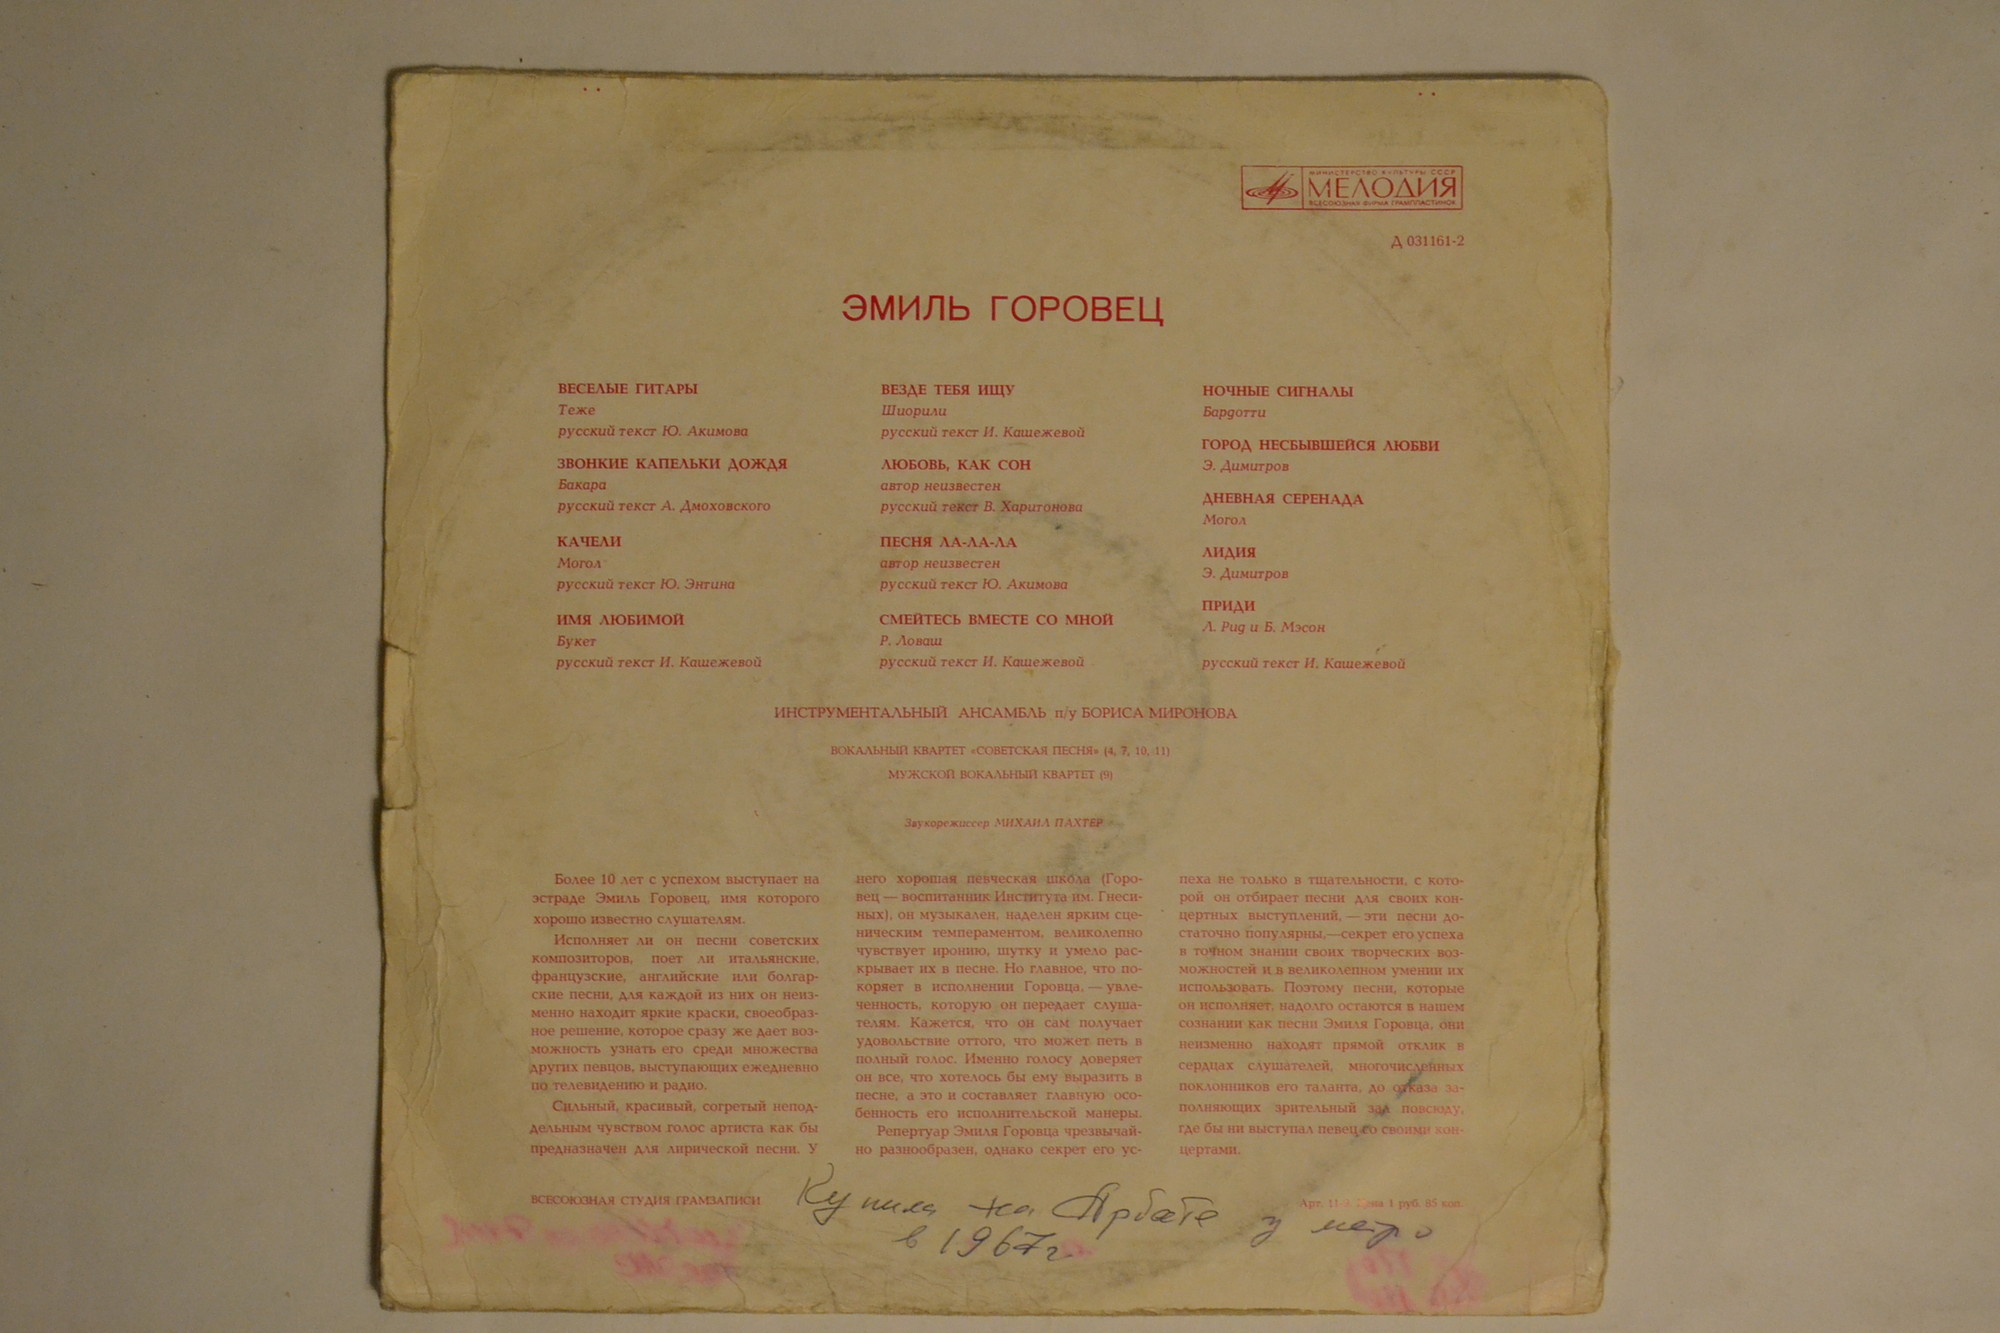 МИНИСТЕРСТВО КУЛЬТУРЫ СССР
МЕЛОДИЯ
ВСЕСОЮЗНАЯ ФИРМА ГРАМПЛАСТИНОК
Д 031161-2
ЭМИЛЬ ГОРОВЕЦ
ВЕСЕЛЫЕ ГИТАРЫ
Теже
русский текст Ю. Акимова
ЗВОНКИЕ КАПЕЛЬКИ ДОЖДЯ
Бакара
русский текст А. Дмоховского
КАЧЕЛИ
Могол
русский текст Ю. Энтина
ИМЯ ЛЮБИМОЙ
Букет
русский текст И. Кашежевой
ВЕЗДЕ ТЕБЯ ИЩУ
Шиорили
русский текст И. Кашежевой
ЛЮБОВЬ, КАК СОН
автор неизвестен
русский текст В. Харитонова
ПЕСНЯ ЛА-ЛА-ЛА
автор неизвестен
русский текст Ю. Акимова
СМЕЙТЕСЬ ВМЕСТЕ СО МНОЙ
Р. Ловаш
русский текст И. Кашежевой
НОЧНЫЕ СИГНАЛЫ
Бардотти
ГОРОД НЕСБЫВШЕЙСЯ ЛЮБВИ
Э. Димитров
ДНЕВНАЯ СЕРЕНАДА
Могол
ЛИДИЯ
Э. Димитров
ПРИДИ
Л. Рид и Б. Мэсон
русский текст И. Кашежевой
ИНСТРУМЕНТАЛЬНЫЙ АНСАМБЛЬ п/у БОРИСА МИРОНОВА
ВОКАЛЬНЫЙ КВАРТЕТ «СОВЕТСКАЯ ПЕСНЯ» (4, 7, 10, 11)
МУЖСКОЙ ВОКАЛЬНЫЙ КВАРТЕТ (9)
Звукорежиссер МИХАИЛ ПАХТЕР
Более 10 лет с успехом выступает на
эстраде Эмиль Горовец, имя которого
хорошо известно слушателям.
Исполняет ли он песни советских
композиторов, поет ли итальянские,
французские, английские или болгар-
ские песни, для каждой из них он неиз-
менно находит яркие краски, своеобраз-
ное решение, которое сразу же дает воз-
можность узнать его среди множества
других певцов, выступающих ежедневно
по телевидению и радио.
Сильный, красивый, согретый непод-
дельным чувством голос артиста как бы
предназначен для лирической песни. У
него хорошая певческая школа (Горо-
вец — воспитанник Института им. Гнеси-
ных), он музыкален, наделен ярким сце-
ническим темпераментом, великолепно
чувствует иронию, шутку и умело рас-
крывает их в песне. Но главное, что по-
коряет в исполнении Горовца, — увле-
ченность, которую он передает слуша-
телям. Кажется, что он сам получает
удовольствие оттого, что может петь в
полный голос. Именно голосу доверяет
он все, что хотелось бы ему выразить в
песне, а это и составляет главную осо-
бенность его исполнительской манеры.
Репертуар Эмиля Горовца чрезвычай-
но разнообразен, однако секрет его ус-
пеха не только в тщательности, с кото-
рой он отбирает песни для своих кон-
цертных выступлений, — эти песни до-
статочно популярны,—секрет его успеха
в точном знании своих творческих воз-
можностей и в великолепном умении их
использовать. Поэтому песни, которые
он исполняет, надолго остаются в нашем
сознании как песни Эмиля Горовца, они
неизменно находят прямой отклик в
сердцах слушателей, многочисленных
поклонников его таланта, до отказа за-
полняющих зрительный зал повсюду,
где бы ни выступал певец со своими кон-
цертами.
ВСЕСОЮЗНАЯ СТУДИЯ ГРАМЗАПИСИ
Арт. 11-9. Цена 1 руб. 85 коп.
Купила на Арбате у метро
в 1967 г.